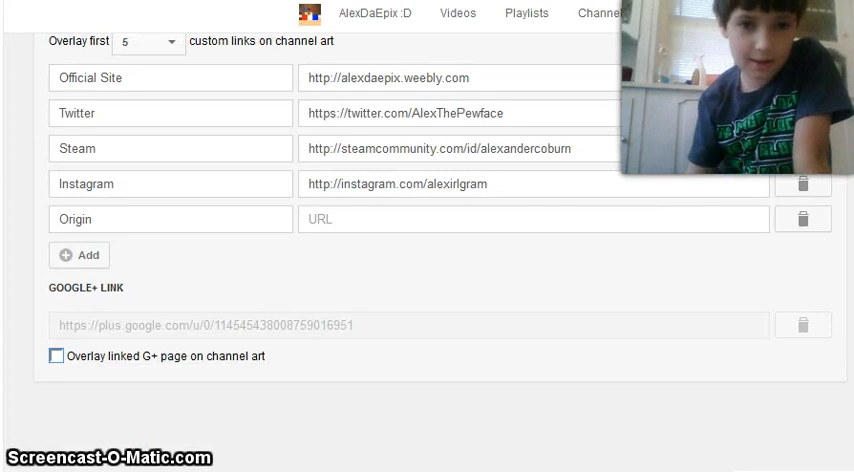 AlexDaEpix :D Videos Playlists Channel
Overlay first 5 custom links on channel art
Official Site http://alexdaepix.weebly.com
Twitter https://twitter.com/AlexThePewface
Steam http://steamcommunity.com/id/alexandercoburn
Instagram http://instagram.com/alexirlgram
Origin URL
Add
GOOGLE+ LINK
https://plus.google.com/u/0/114545438008759016951
Overlay linked G+ page on channel art
Screencast-O-Matic.com